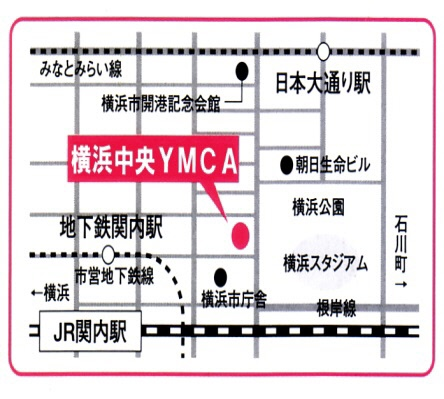 みなとみらい線
日本大通り駅
横浜市開港記念会館
横浜中央YMCA
朝日生命ビル
地下鉄関内駅
横浜公園
石川町→
市営地下鉄線
横浜スタジアム
←横浜
横浜市庁舎
根岸線
JR関内駅